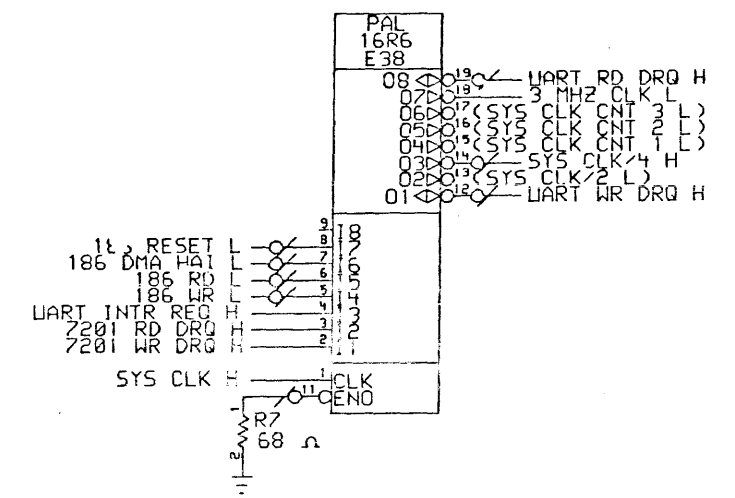 PAL
16R6
E38
O8 19 UART RD DRQ H
O7 18 3 MHZ CLK L
O6 17 (SYS CLK CNT 3 L)
O5 16 (SYS CLK CNT 2 L)
O4 15 (SYS CLK CNT 1 L)
O3 14 SYS CLK/4 H
O2 13 (SYS CLK/2 L)
O1 12 UART WR DRQ H
9 I8
RESET L 8 I7
186 DMA HAI L 7 I6
186 RD L 6 I5
186 WR L 5 I4
UART INTR REQ H 4 I3
7201 RD DRQ H 3 I2
7201 WR DRQ H 2 I1
SYS CLK H 1 CLK
11 ENO
1 R7
68 Ω
2